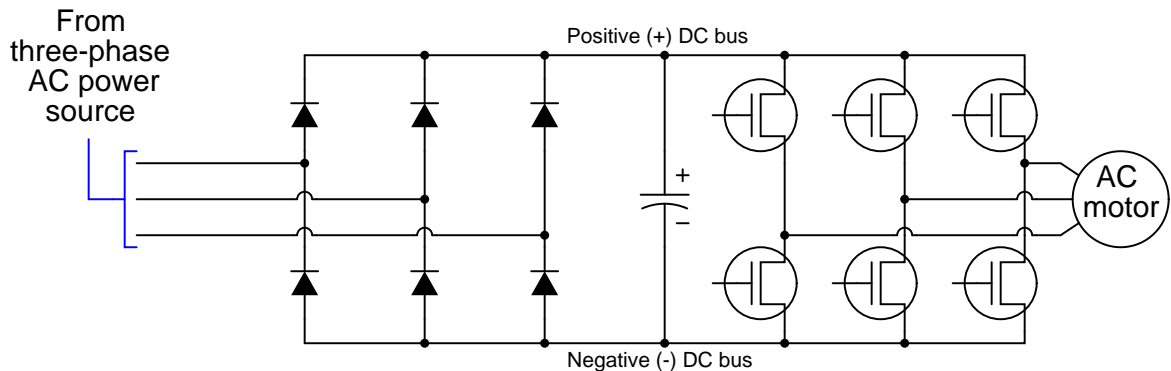 From
three-phase
AC power
source
Positive (+) DC bus
+
−
AC
motor
Negative (-) DC bus